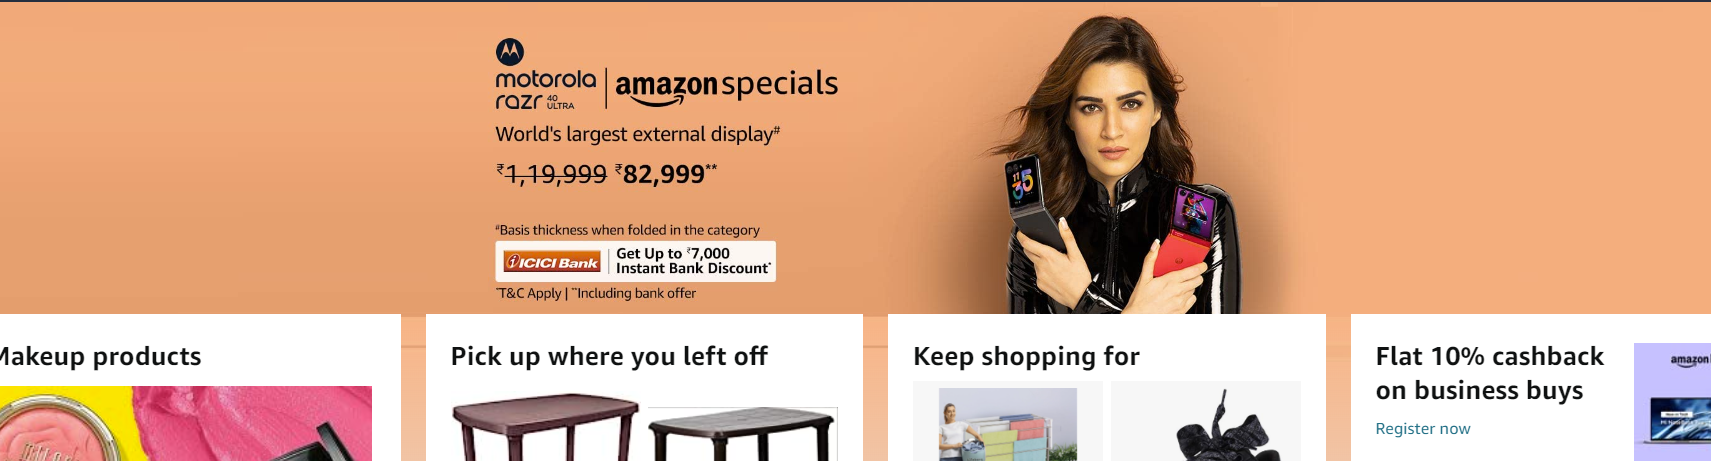 motorola
razr 40 ULTRA
amazon specials
World's largest external display#
₹1,19,999 ₹82,999**
#Basis thickness when folded in the category
ICICI Bank
Get Up to ₹7,000
Instant Bank Discount*
*T&C Apply | **Including bank offer
11
35
Makeup products
Pick up where you left off
Keep shopping for
Flat 10% cashback
on business buys
Register now
amazon